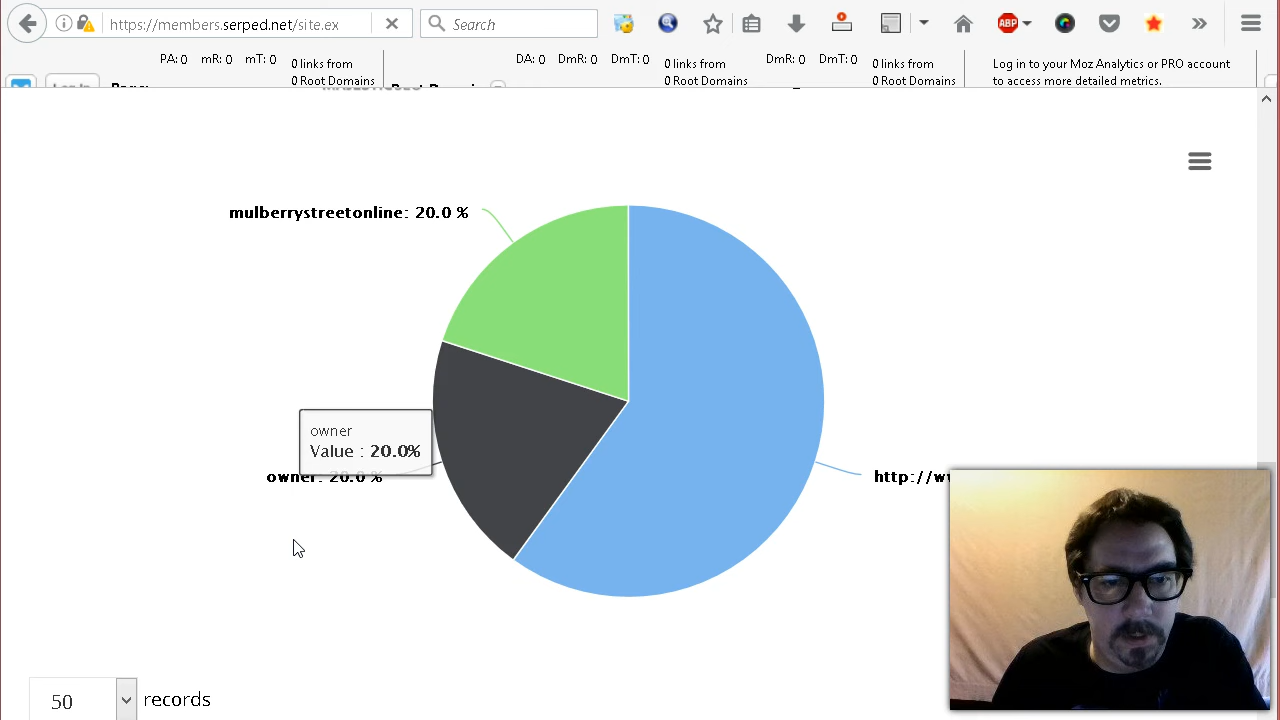 https://members.serped.net/site.ex
Search
ABP
PA: 0 mR: 0 mT: 0
0 links from
0 Root Domains
DA: 0 DmR: 0 DmT: 0
0 links from
0 Root Domains
DmR: 0 DmT: 0
0 links from
0 Root Domains
Log in to your Moz Analytics or PRO account
to access more detailed metrics.
mulberrystreetonline: 20.0 %
owner
Value : 20.0%
owner: 20.0 %
http://w
50
records